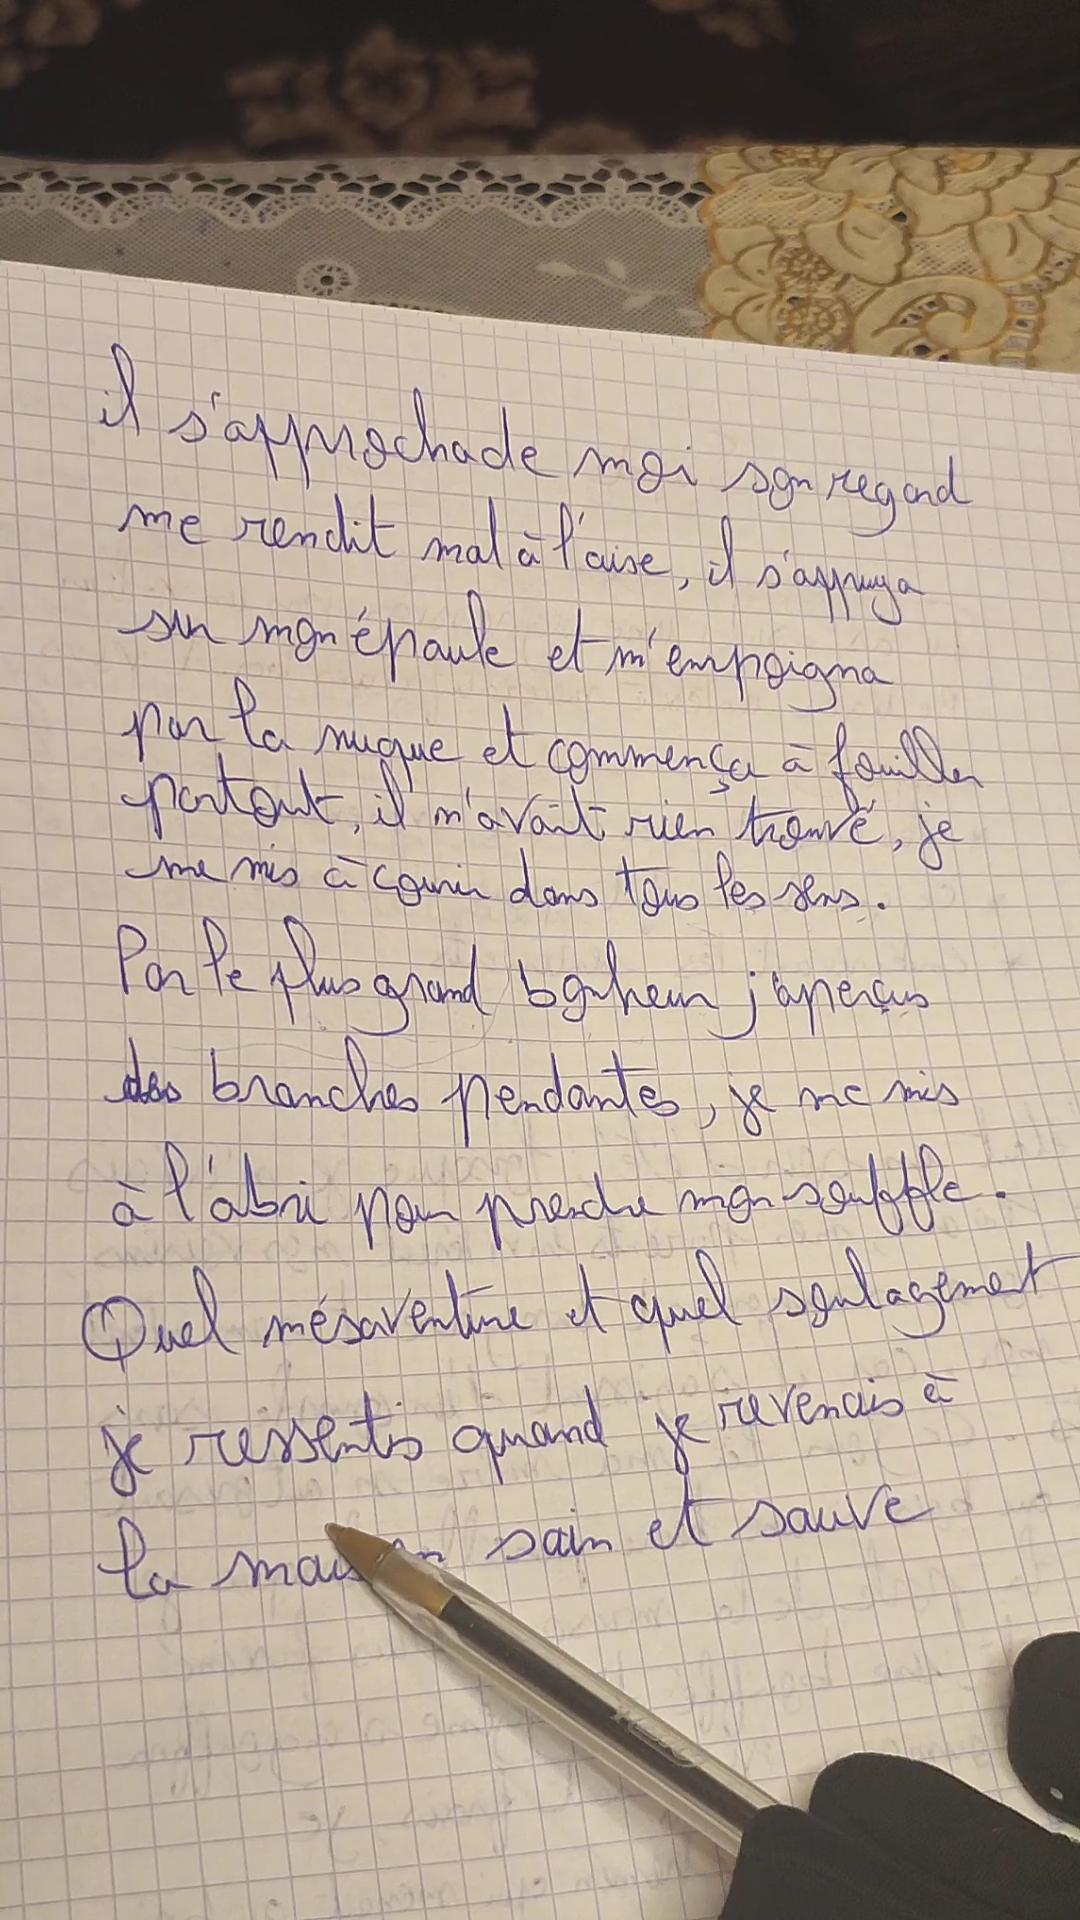 il s'approcha de moi son regard
me rendit mal à l'aise, il s'appuya
sur mon épaule et m'empoigna
par la nuque et commença à fouiller
partout, il n'avait rien trouvé, je
me mis à courir dans tous les sens.
Par le plus grand bonheur j'aperçus
des branches pendantes, je me mis
à l'abri pour prendre mon souffle.
Quel mésaventure et quel soulagement
je ressentis quand je revenais à
la maison sain et sauve